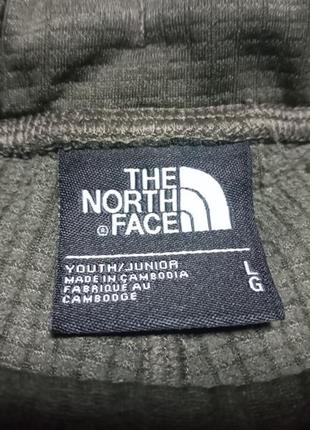 THE
NORTH
® FACE
YOUTH/JUNIOR L
MADE IN CAMBODIA G
FABRIQUÉ AU
CAMBODGE